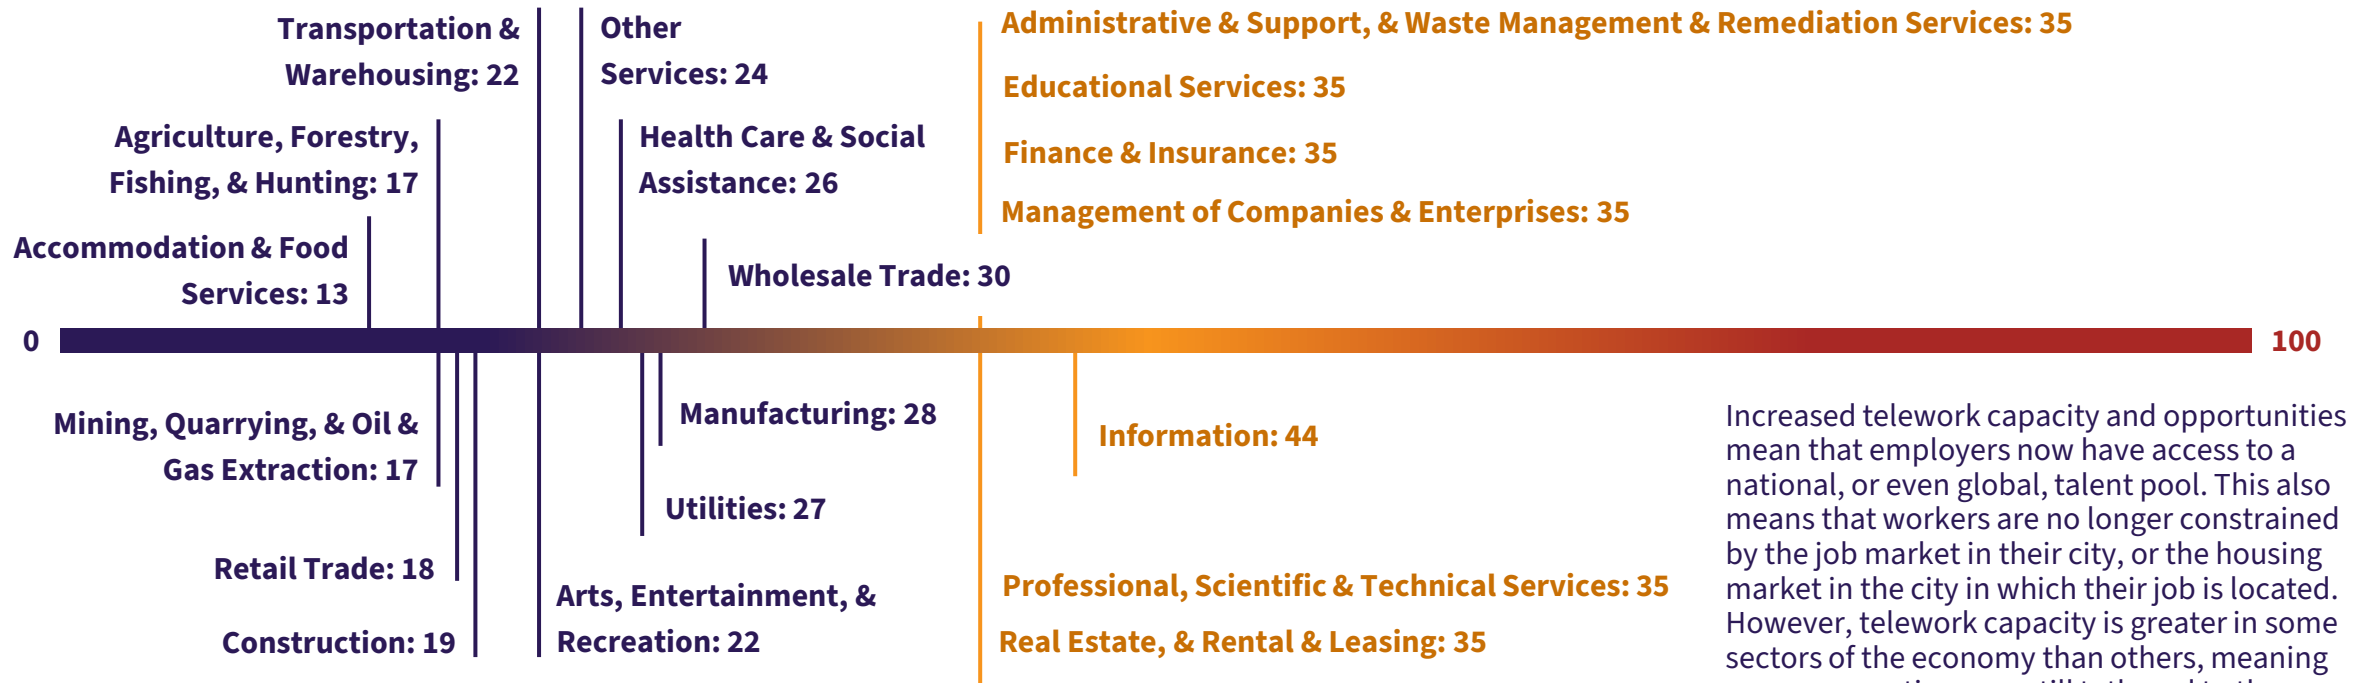 Transportation &
Warehousing: 22
Other
Services: 24
Administrative & Support, & Waste Management & Remediation Services: 35
Educational Services: 35
Finance & Insurance: 35
Management of Companies & Enterprises: 35
Agriculture, Forestry,
Fishing, & Hunting: 17
Health Care & Social
Assistance: 26
Accommodation & Food
Services: 13
Wholesale Trade: 30
0
100
Mining, Quarrying, & Oil &
Gas Extraction: 17
Manufacturing: 28
Information: 44
Utilities: 27
Retail Trade: 18
Construction: 19
Arts, Entertainment, &
Recreation: 22
Professional, Scientific & Technical Services: 35
Real Estate, & Rental & Leasing: 35
Increased telework capacity and opportunities
mean that employers now have access to a
national, or even global, talent pool. This also
means that workers are no longer constrained
by the job market in their city, or the housing
market in the city in which their job is located.
However, telework capacity is greater in some
sectors of the economy than others, meaning